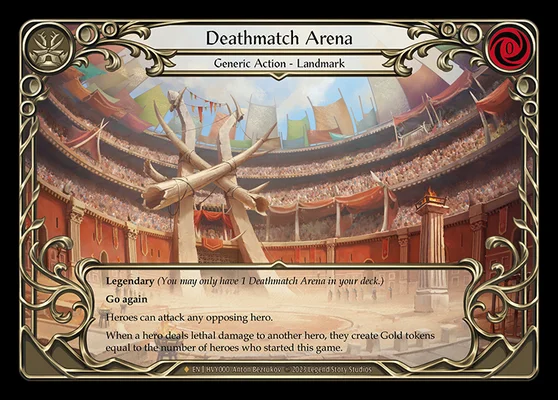 Deathmatch Arena
Generic Action - Landmark
Legendary (You may only have 1 Deathmatch Arena in your deck.)
Go again
Heroes can attack any opposing hero.
When a hero deals lethal damage to another hero, they create Gold tokens
equal to the number of heroes who started this game.
EN | HVY000 Anton Bezrukov © 2023 Legend Story Studios